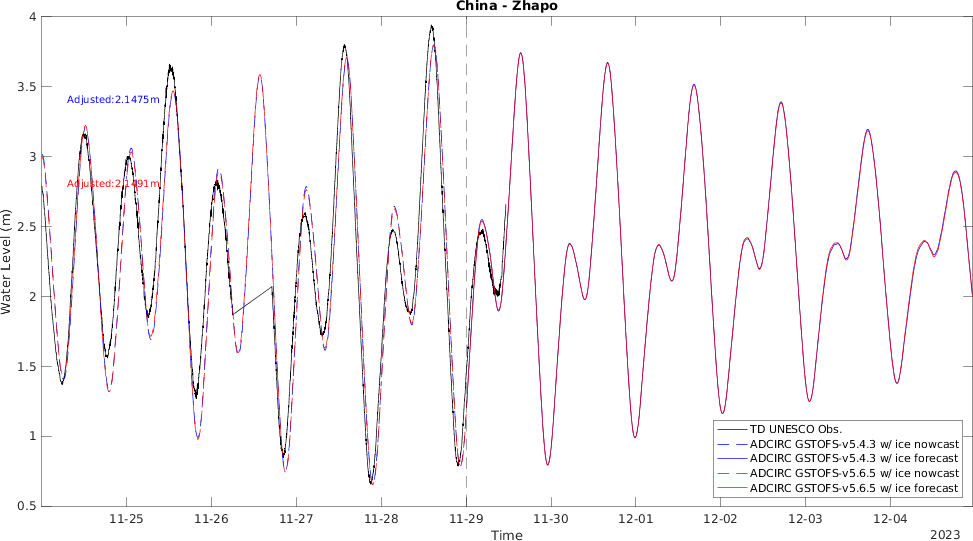 China - Zhapo
4
3.5
3
2.5
2
1.5
1
0.5
Water Level (m)
Adjusted:2.1475m
Adjusted:2.1491m
TD UNESCO Obs.
ADCIRC GSTOFS-v5.4.3 w/ ice nowcast
ADCIRC GSTOFS-v5.4.3 w/ ice forecast
ADCIRC GSTOFS-v5.6.5 w/ ice nowcast
ADCIRC GSTOFS-v5.6.5 w/ ice forecast
11-25 11-26 11-27 11-28 11-29 11-30 12-01 12-02 12-03 12-04
Time
2023